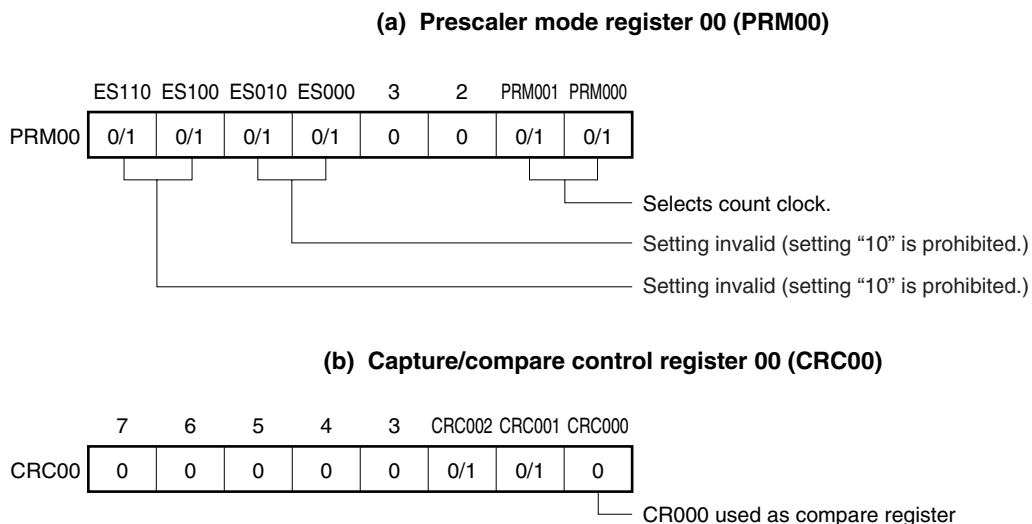 (a) Prescaler mode register 00 (PRM00)
ES110 ES100 ES010 ES000 3 2 PRM001 PRM000
PRM00 0/1 0/1 0/1 0/1 0 0 0/1 0/1
Selects count clock.
Setting invalid (setting “10” is prohibited.)
Setting invalid (setting “10” is prohibited.)
(b) Capture/compare control register 00 (CRC00)
7 6 5 4 3 CRC002 CRC001 CRC000
CRC00 0 0 0 0 0 0/1 0/1 0
CR000 used as compare register